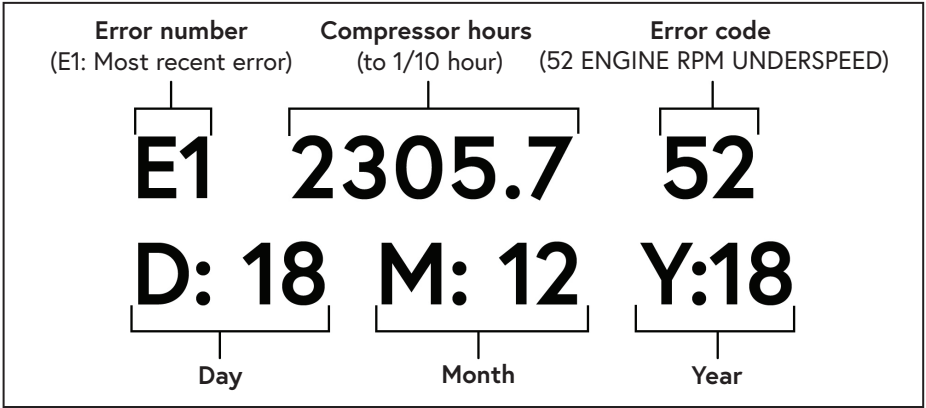 Error number Compressor hours Error code
(E1: Most recent error) (to 1/10 hour) (52 ENGINE RPM UNDERSPEED)
E1 2305.7 52
D: 18 M: 12 Y:18
Day Month Year